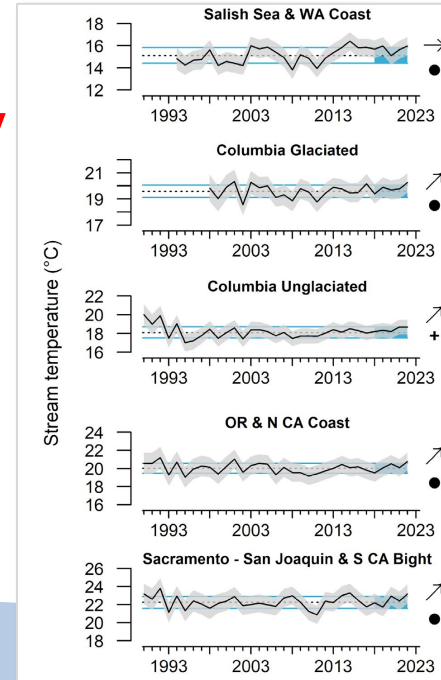 Salish Sea & WA Coast
18
16
14
12
1993 2003 2013 2023
Columbia Glaciated
21
19
17
1993 2003 2013 2023
Columbia Unglaciated
22
20
18
16
+
1993 2003 2013 2023
OR & N CA Coast
24
22
20
18
16
1993 2003 2013 2023
Sacramento - San Joaquin & S CA Bight
26
24
22
20
18
1993 2003 2013 2023
Stream temperature (°C)